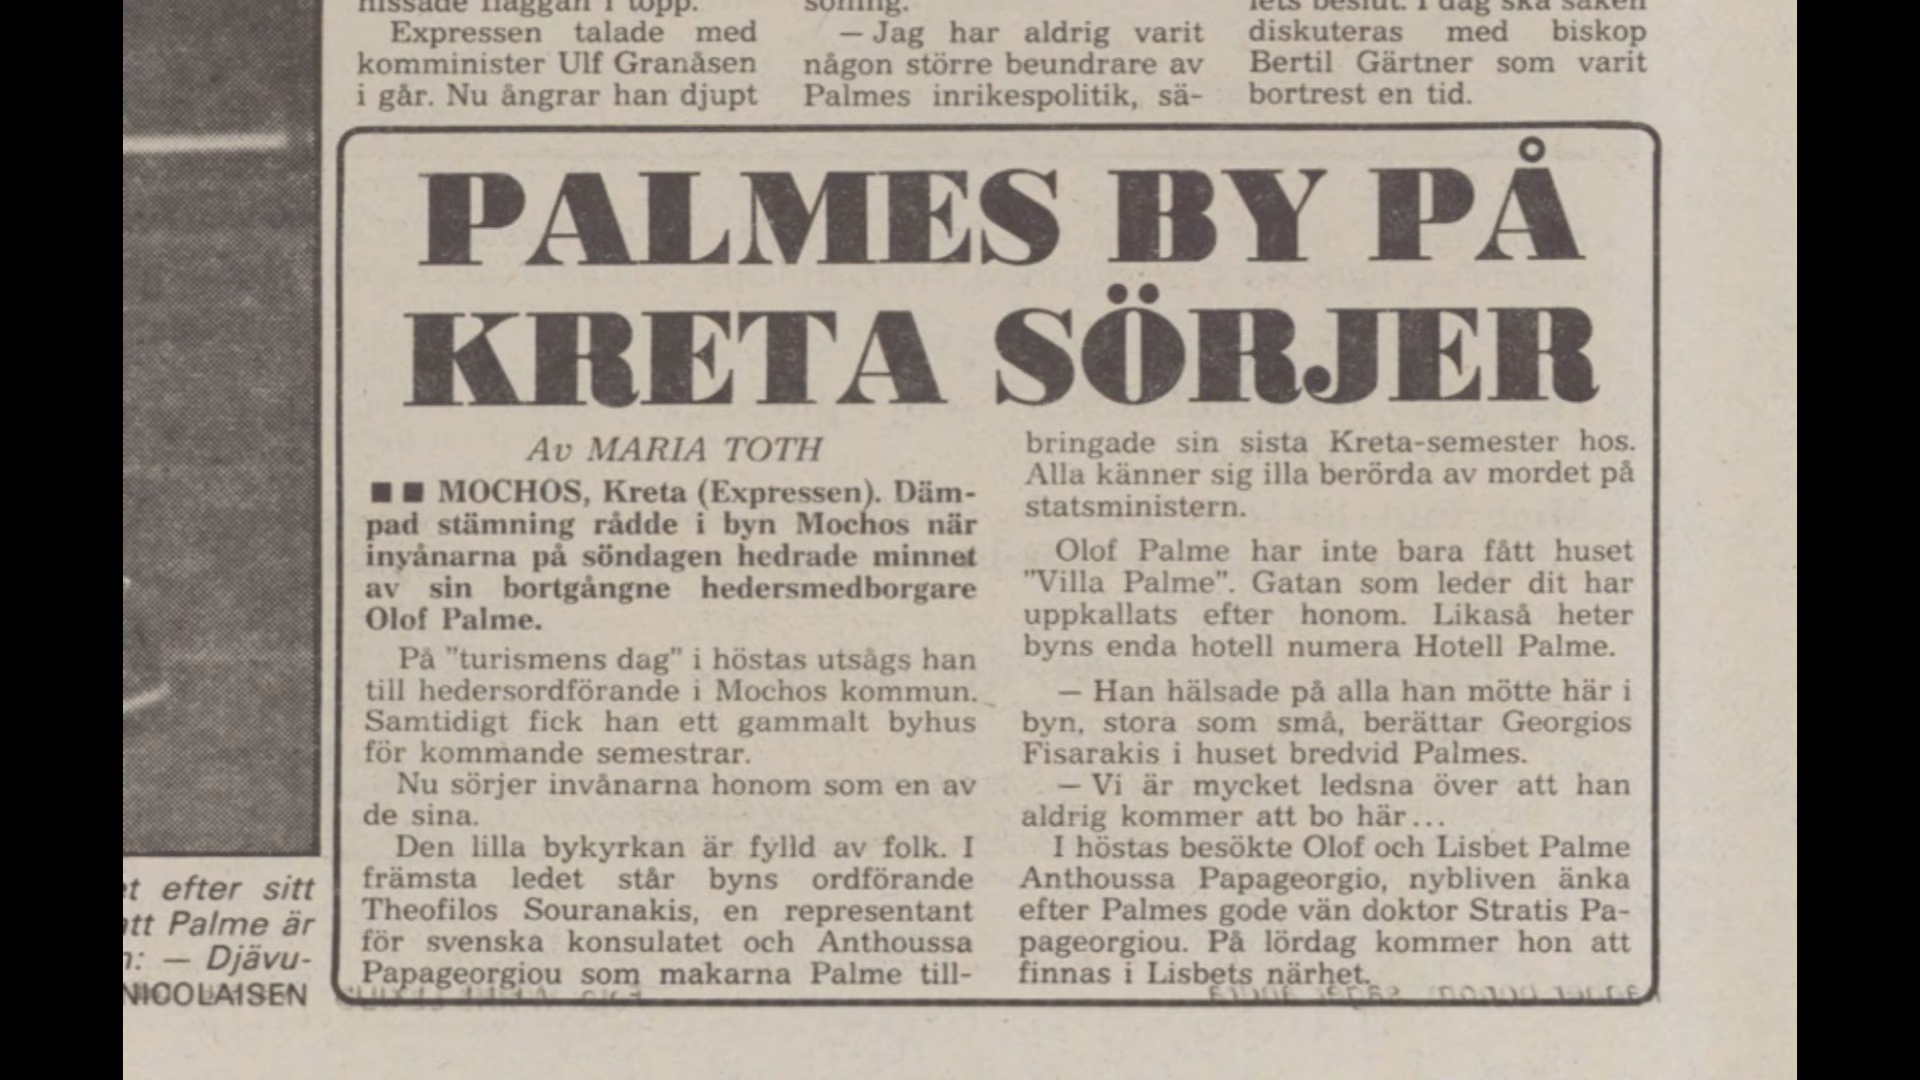 hissade flaggan i topp.
Expressen talade med
komminister Ulf Granåsen
i går. Nu ångrar han djupt
soning.
— Jag har aldrig varit
någon större beundrare av
Palmes inrikespolitik, så-
lets beslut. I dag ska saken
diskuteras med biskop
Bertil Gärtner som varit
bortrest en tid.
PALMES BY PÅ
KRETA SÖRJER
Av MARIA TOTH
■■ MOCHOS, Kreta (Expressen). Däm-
pad stämning rådde i byn Mochos när
invånarna på söndagen hedrade minnet
av sin bortgångne hedersmedborgare
Olof Palme.
På "turismens dag" i höstas utsågs han
till hedersordförande i Mochos kommun.
Samtidigt fick han ett gammalt byhus
för kommande semestrar.
Nu sörjer invånarna honom som en av
de sina.
Den lilla bykyrkan är fylld av folk. I
främsta ledet står byns ordförande
Theofilos Souranakis, en representant
för svenska konsulatet och Anthoussa
Papageorgiou som makarna Palme till-
bringade sin sista Kreta-semester hos.
Alla känner sig illa berörda av mordet på
statsministern.
Olof Palme har inte bara fått huset
"Villa Palme". Gatan som leder dit har
uppkallats efter honom. Likaså heter
byns enda hotell numera Hotell Palme.
— Han hälsade på alla han mötte här i
byn, stora som små, berättar Georgios
Fisarakis i huset bredvid Palmes.
— Vi är mycket ledsna över att han
aldrig kommer att bo här...
I höstas besökte Olof och Lisbet Palme
Anthoussa Papageorgio, nybliven änka
efter Palmes gode vän doktor Stratis Pa-
pageorgiou. På lördag kommer hon att
finnas i Lisbets närhet.
efter sitt
Palme är
— Djävu-
NICOLAISEN